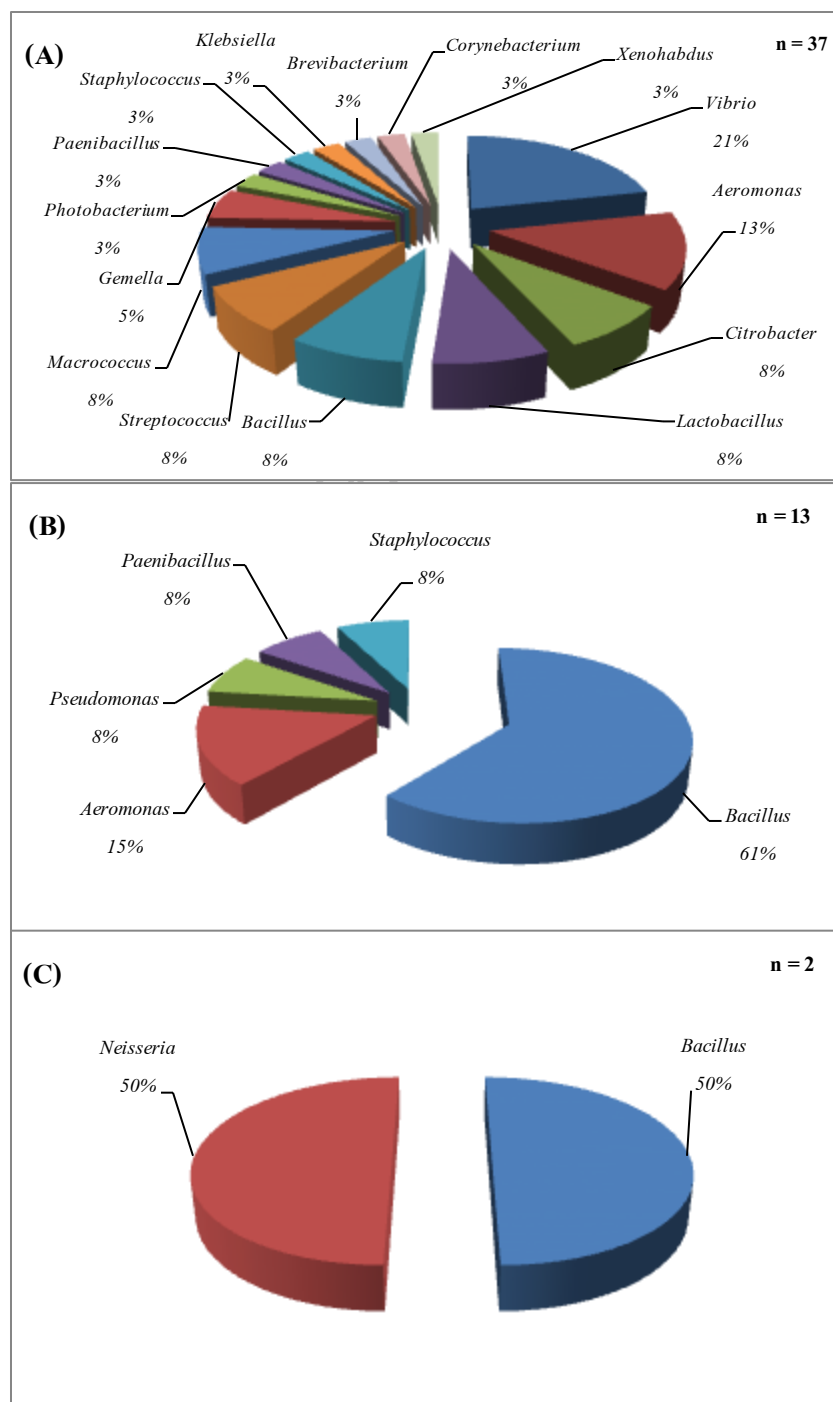 (A)
n = 37
Klebsiella
3%
Brevibacterium
3%
Corynebacterium
3%
Xenohabdus
3%
Staphylococcus
3%
Vibrio
21%
Paenibacillus
3%
Aeromonas
13%
Photobacterium
3%
Gemella
5%
Citrobacter
8%
Macrococcus
8%
Streptococcus
8%
Bacillus
8%
Lactobacillus
8%
(B)
n = 13
Staphylococcus
8%
Paenibacillus
8%
Pseudomonas
8%
Aeromonas
15%
Bacillus
61%
(C)
n = 2
Neisseria
50%
Bacillus
50%